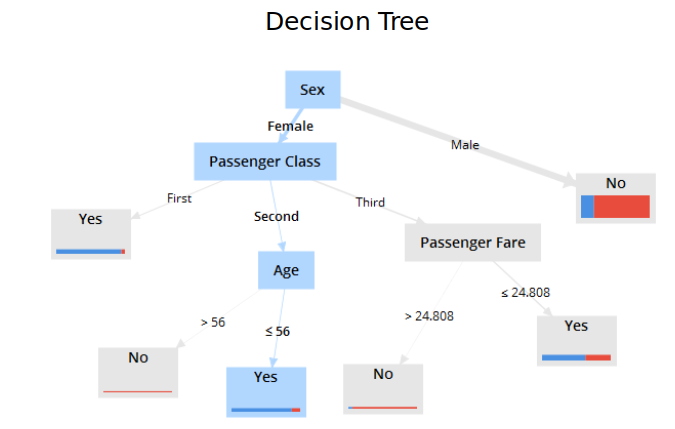 Decision Tree
Sex
Female
Male
Passenger Class
No
First
Second
Third
Yes
Passenger Fare
Age
> 56
≤ 56
> 24.808
≤ 24.808
Yes
No
Yes
No